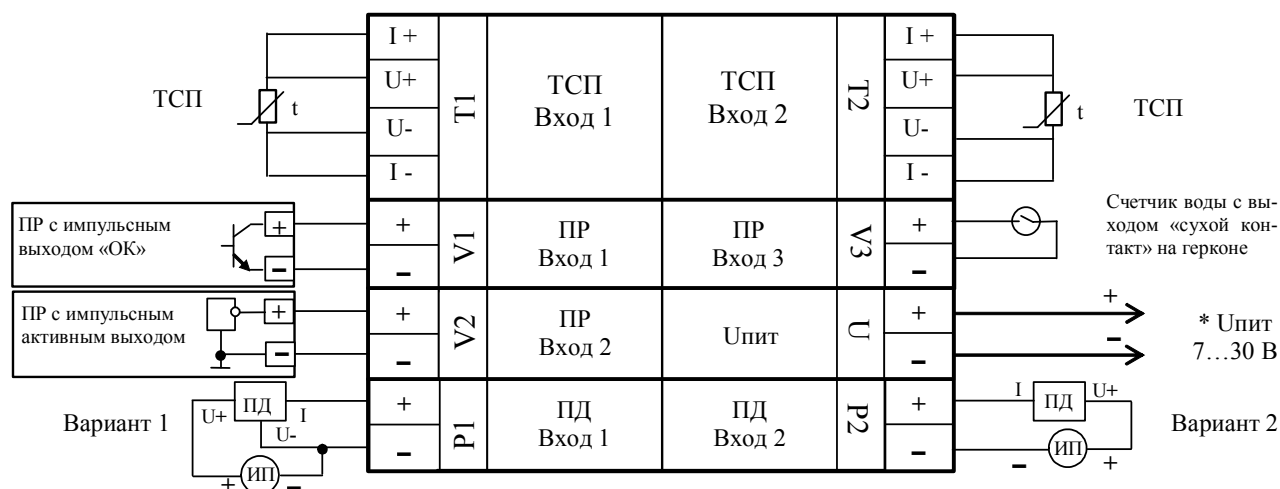 ТСП
t
I +
U+
U-
I -
T1
ТСП
Вход 1
ТСП
Вход 2
T2
I +
U+
U-
I -
t
ТСП
ПР с импульсным
выходом «ОК»
+
–
+
–
V1
ПР
Вход 1
ПР
Вход 3
V3
+
–
Счетчик воды с вы-
ходом «сухой кон-
такт» на герконе
ПР с импульсным
активным выходом
+
–
+
–
V2
ПР
Вход 2
Uпит
U
+
–
+
–
* Uпит
7…30 В
Вариант 1
U+
ПД
I
U-
+
ИП
–
+
–
P1
ПД
Вход 1
ПД
Вход 2
P2
+
–
I
ПД
U+
–
ИП
+
Вариант 2